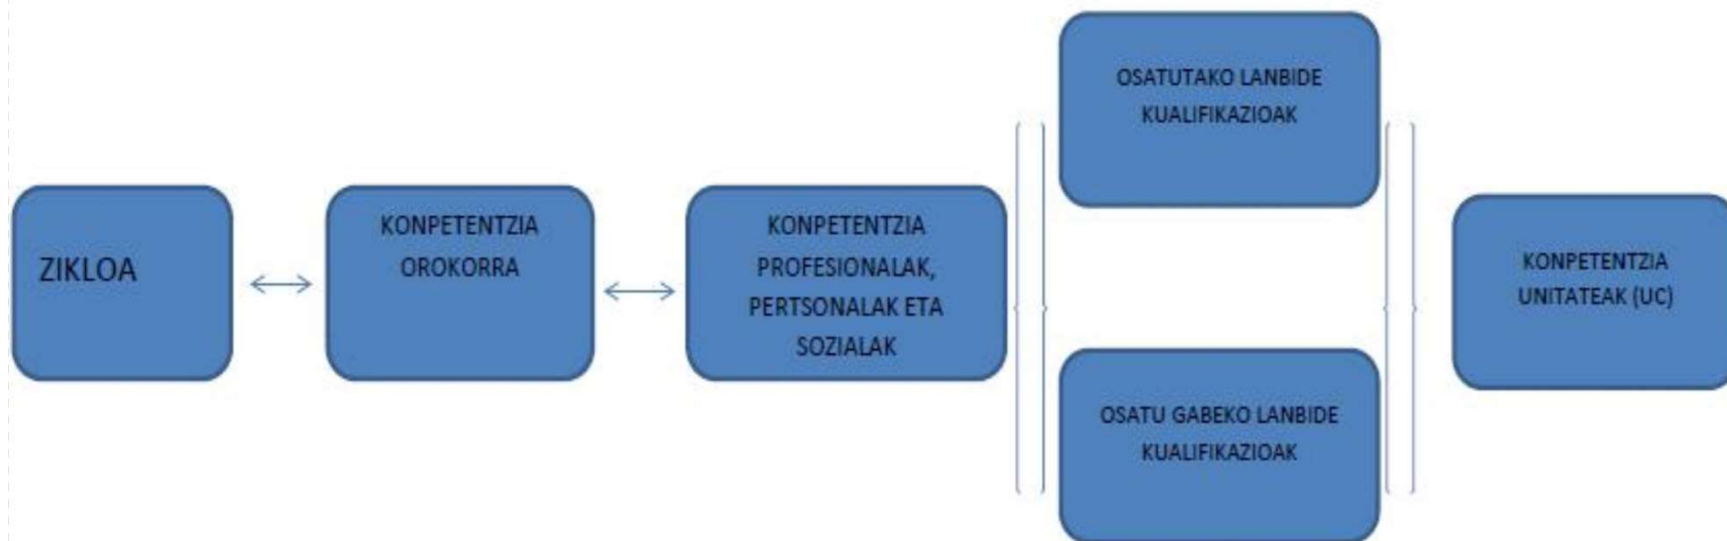 ZIKLOA
KONPETENTZIA
OROKORRA
KONPETENTZIA
PROFESIONALAK,
PERTSONALAK ETA
SOZIALAK
OSATUTAKO LANBIDE
KUALIFIKAZIOAK
OSATU GABEKO LANBIDE
KUALIFIKAZIOAK
KONPETENTZIA
UNITATEAK (UC)